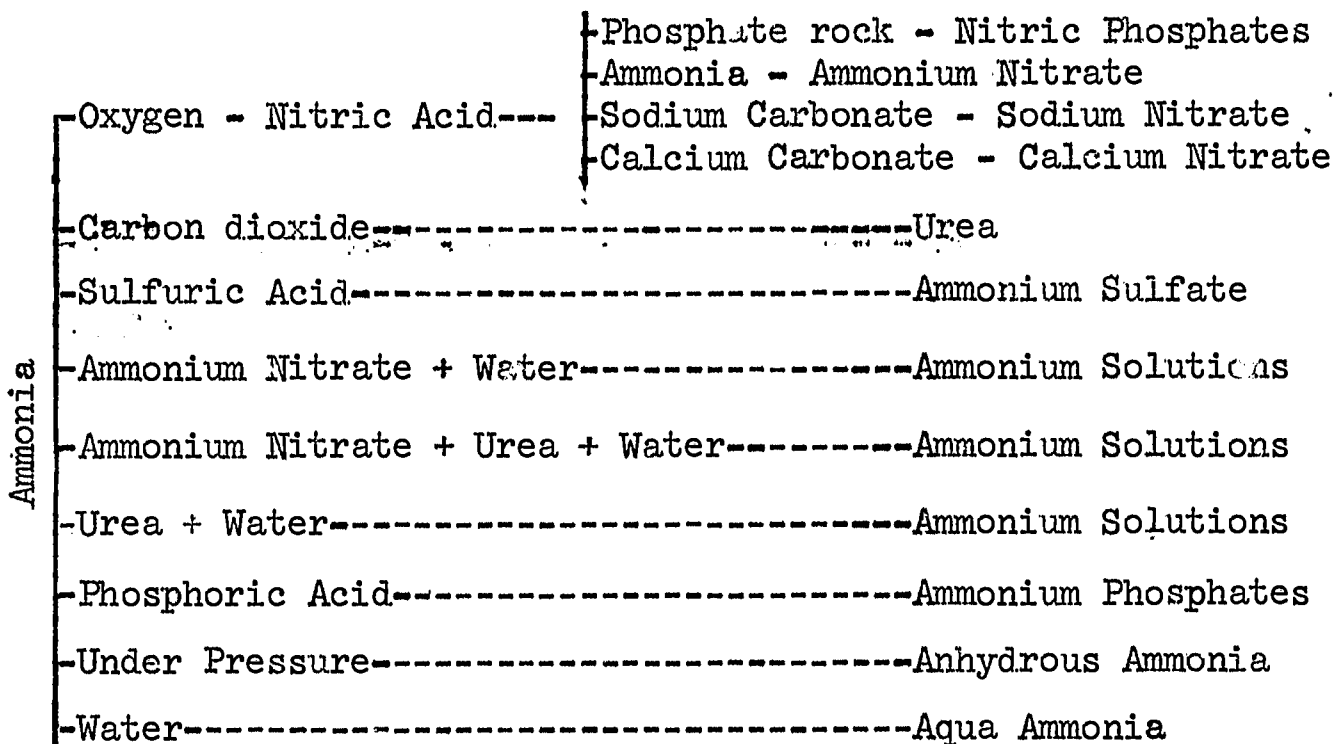 Phosphate rock - Nitric Phosphates
Ammonia - Ammonium Nitrate
Oxygen - Nitric Acid--- Sodium Carbonate - Sodium Nitrate
Calcium Carbonate - Calcium Nitrate
Carbon dioxide-----------------------Urea
Sulfuric Acid------------------------Ammonium Sulfate
Ammonium Nitrate + Water-------------Ammonium Solutions
Ammonia
Ammonium Nitrate + Urea + Water-------Ammonium Solutions
Urea + Water-------------------------Ammonium Solutions
Phosphoric Acid----------------------Ammonium Phosphates
Under Pressure-----------------------Anhydrous Ammonia
Water--------------------------------Aqua Ammonia